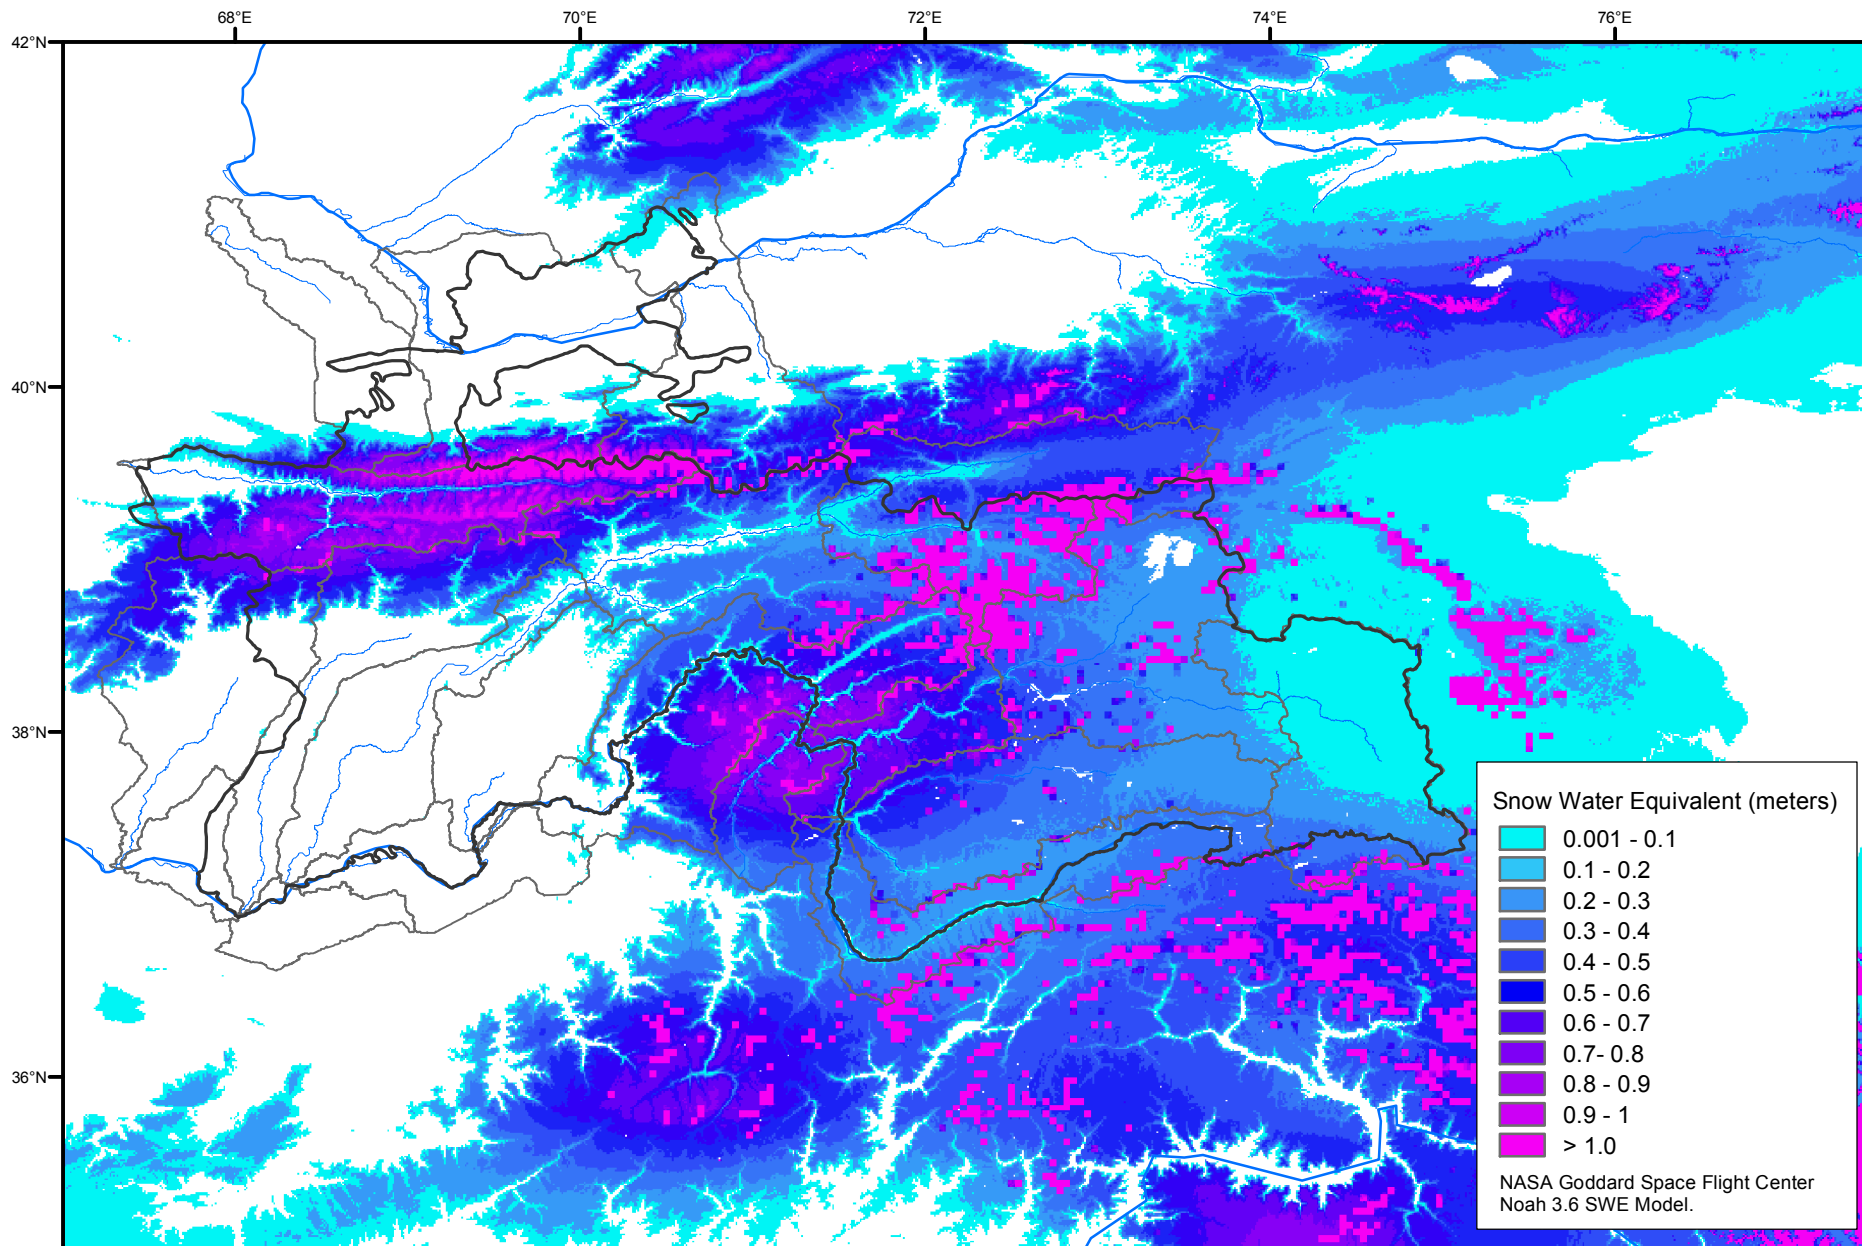 68°E 70°E 72°E 74°E 76°E
42°N
40°N
38°N
36°N
Snow Water Equivalent (meters)
0.001 - 0.1
0.1 - 0.2
0.2 - 0.3
0.3 - 0.4
0.4 - 0.5
0.5 - 0.6
0.6 - 0.7
0.7- 0.8
0.8 - 0.9
0.9 - 1
> 1.0
NASA Goddard Space Flight Center
Noah 3.6 SWE Model.